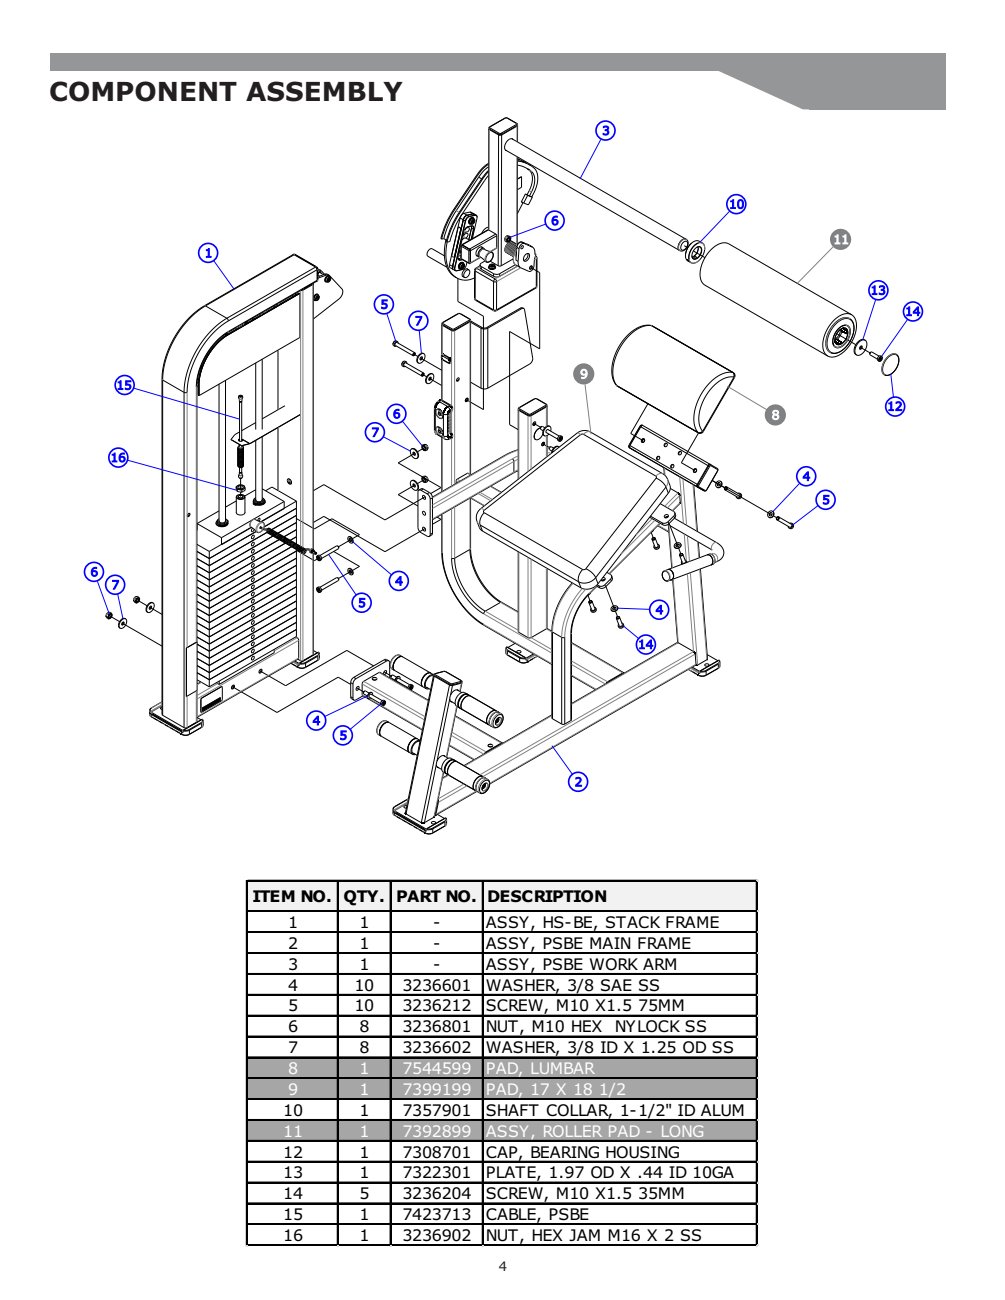 COMPONENT ASSEMBLY
3
10
6
11
1
13
5
14
7
9
15
12
8
6
7
16
4
5
4
6
5
7
4
14
4
5
2
ITEM NO. QTY. PART NO. DESCRIPTION
1 1 - ASSY, HS-BE, STACK FRAME
2 1 - ASSY, PSBE MAIN FRAME
3 1 - ASSY, PSBE WORK ARM
4 10 3236601 WASHER, 3/8 SAE SS
5 10 3236212 SCREW, M10 X1.5 75MM
6 8 3236801 NUT, M10 HEX  NYLOCK SS
7 8 3236602 WASHER, 3/8 ID X 1.25 OD SS
8 1 7544599 PAD, LUMBAR
9 1 7399199 PAD, 17 X 18 1/2
10 1 7357901 SHAFT COLLAR, 1-1/2" ID ALUM
11 1 7392899 ASSY, ROLLER PAD - LONG
12 1 7308701 CAP, BEARING HOUSING
13 1 7322301 PLATE, 1.97 OD X .44 ID 10GA
14 5 3236204 SCREW, M10 X1.5 35MM
15 1 7423713 CABLE, PSBE
16 1 3236902 NUT, HEX JAM M16 X 2 SS
4